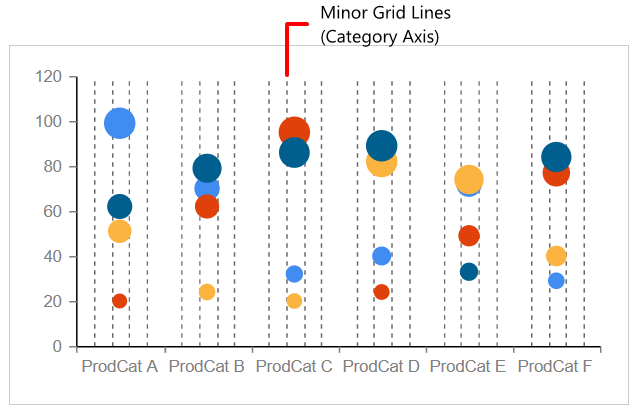 Minor Grid Lines
(Category Axis)
120
100
80
60
40
20
0
ProdCat A ProdCat B ProdCat C ProdCat D ProdCat E ProdCat F